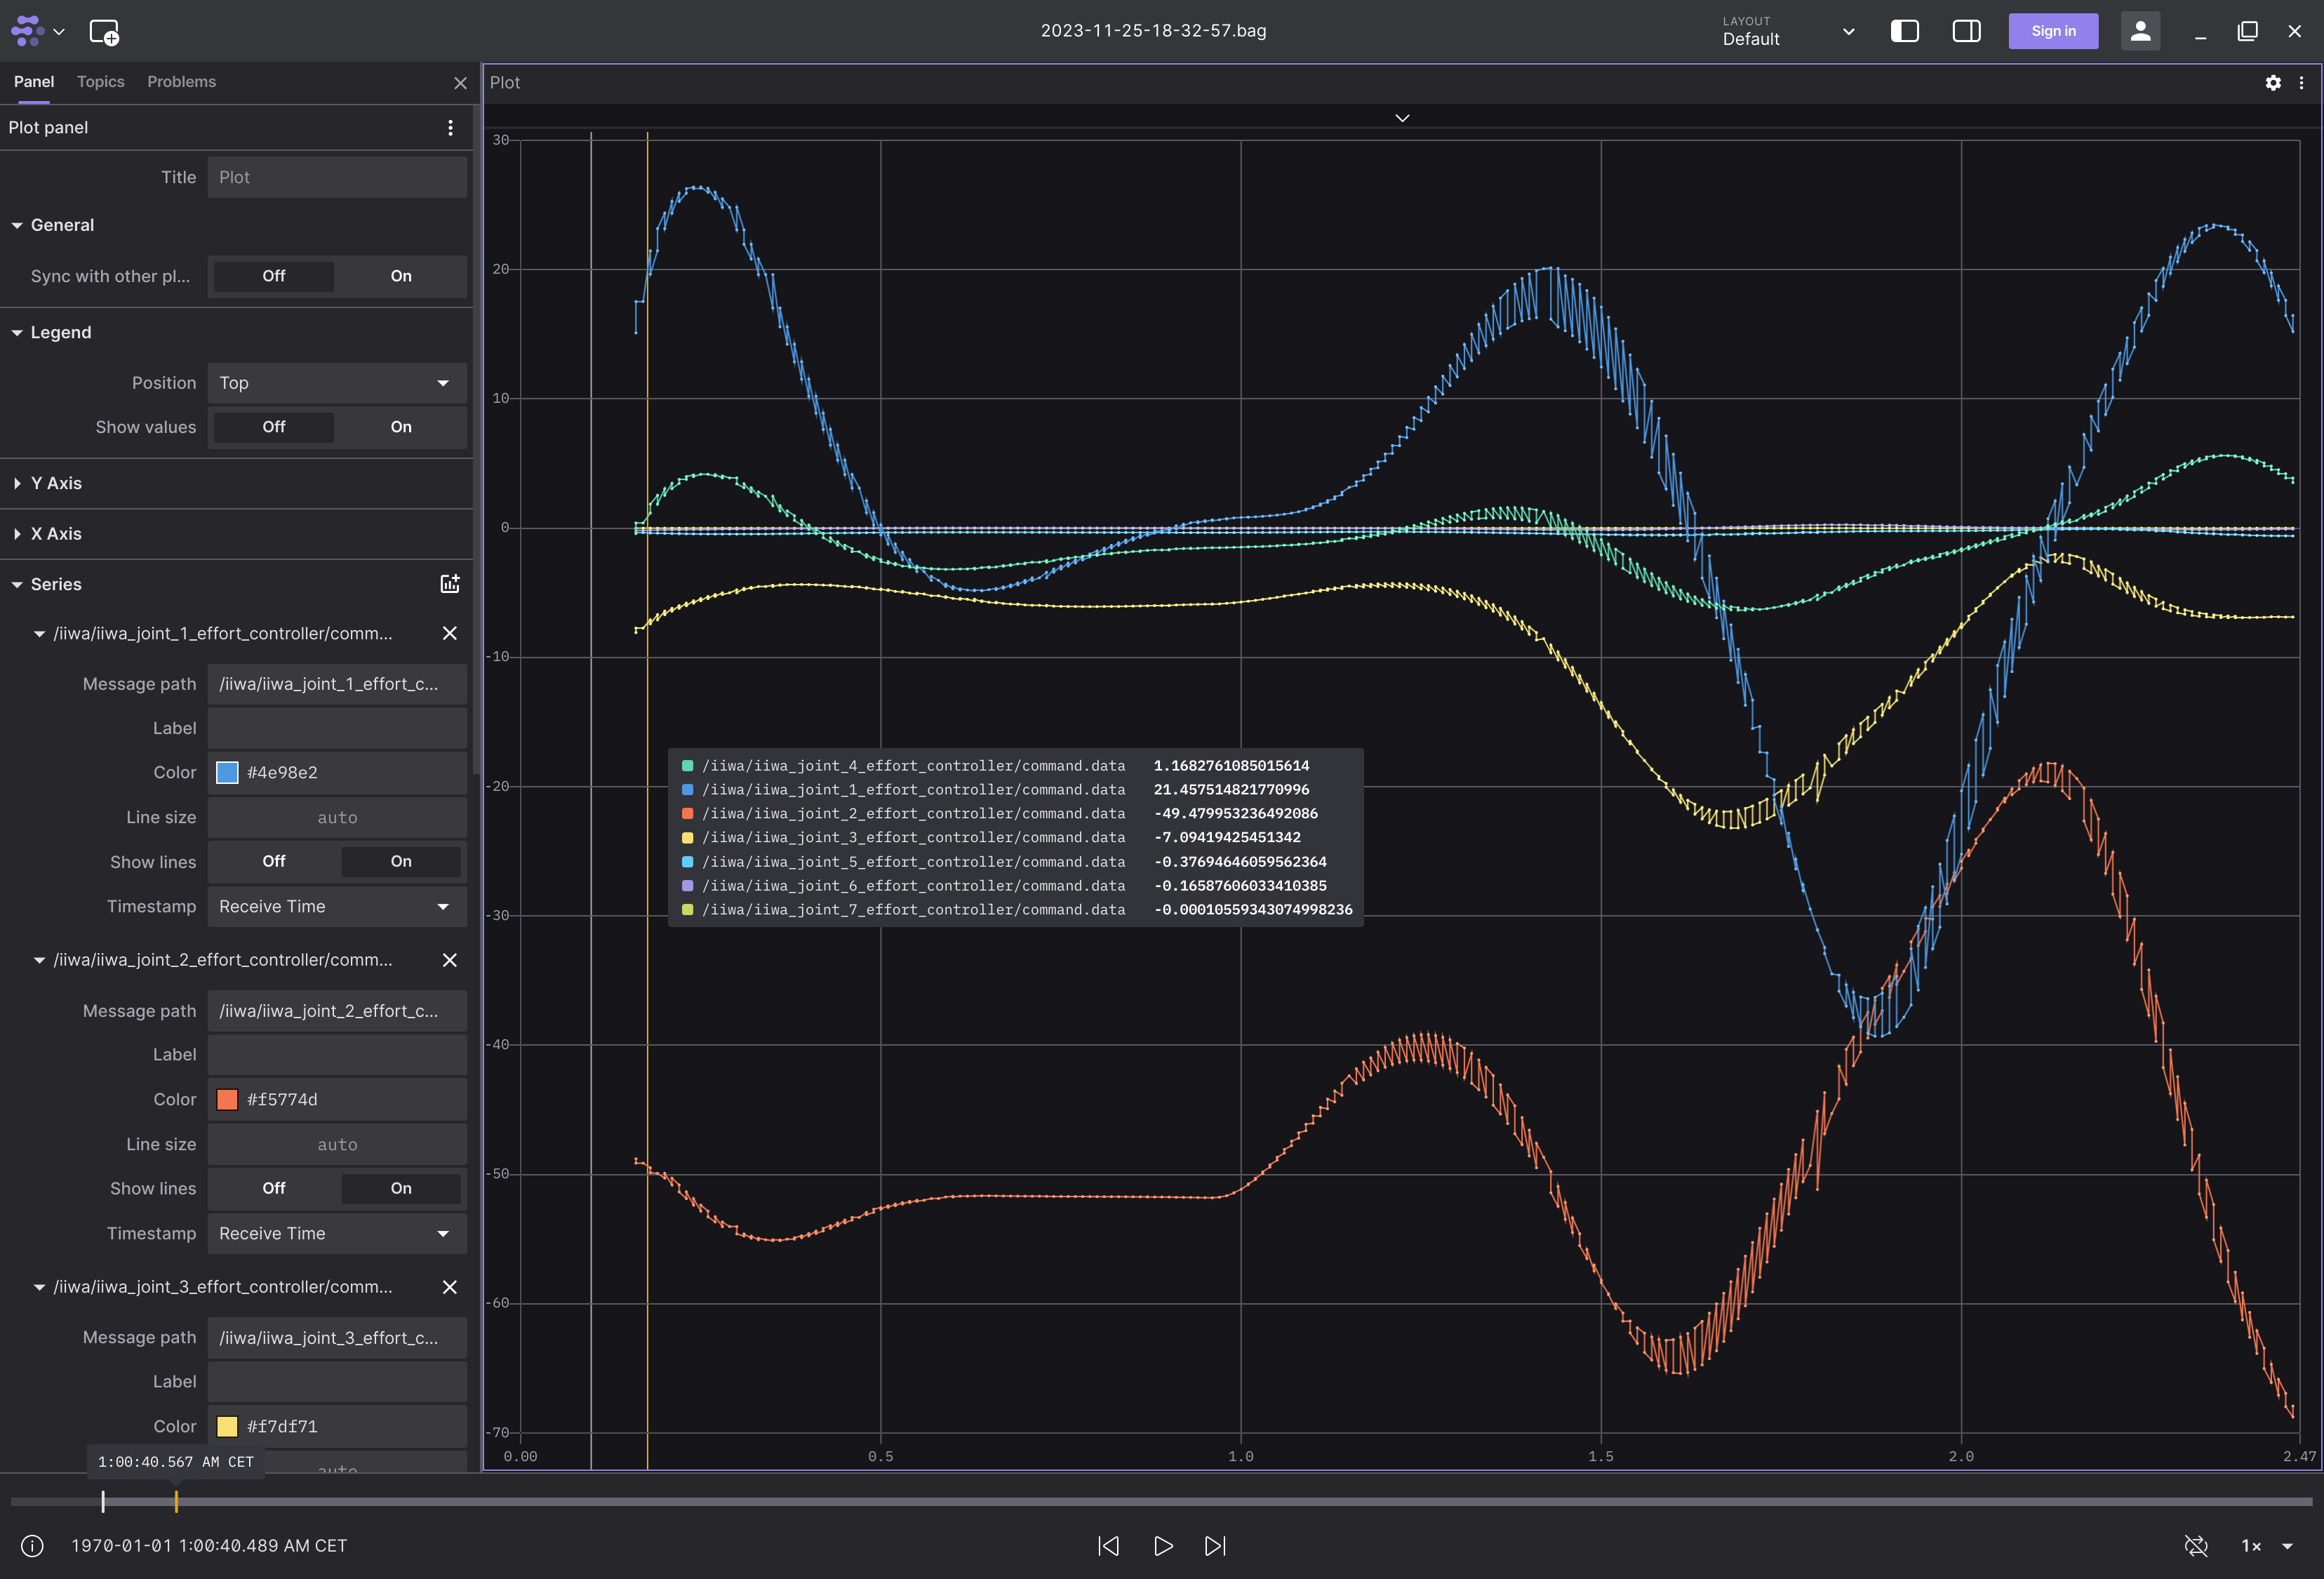 2023-11-25-18-32-57.bag
LAYOUT
Default
Sign in
Panel Topics Problems
Plot panel
Title Plot
General
Sync with other pl... Off On
Legend
Position Top
Show values Off On
Y Axis
X Axis
Series
/iiwa/iiwa_joint_1_effort_controller/comm...
Message path /iiwa/iiwa_joint_1_effort_c...
Label
Color #4e98e2
Line size auto
Show lines Off On
Timestamp Receive Time
/iiwa/iiwa_joint_2_effort_controller/comm...
Message path /iiwa/iiwa_joint_2_effort_c...
Label
Color #f5774d
Line size auto
Show lines Off On
Timestamp Receive Time
/iiwa/iiwa_joint_3_effort_controller/comm...
Message path /iiwa/iiwa_joint_3_effort_c...
Label
Color #f7df71
auto
1:00:40.567 AM CET
Plot
30
20
10
0
-10
-20
-30
-40
-50
-60
-70
0.00 0.5 1.0 1.5 2.0 2.47
/iiwa/iiwa_joint_4_effort_controller/command.data 1.1682761085015614
/iiwa/iiwa_joint_1_effort_controller/command.data 21.457514821770996
/iiwa/iiwa_joint_2_effort_controller/command.data -49.479953236492086
/iiwa/iiwa_joint_3_effort_controller/command.data -7.09419425451342
/iiwa/iiwa_joint_5_effort_controller/command.data -0.37694646059562364
/iiwa/iiwa_joint_6_effort_controller/command.data -0.16587606033410385
/iiwa/iiwa_joint_7_effort_controller/command.data -0.00010559343074998236
1970-01-01 1:00:40.489 AM CET
1×